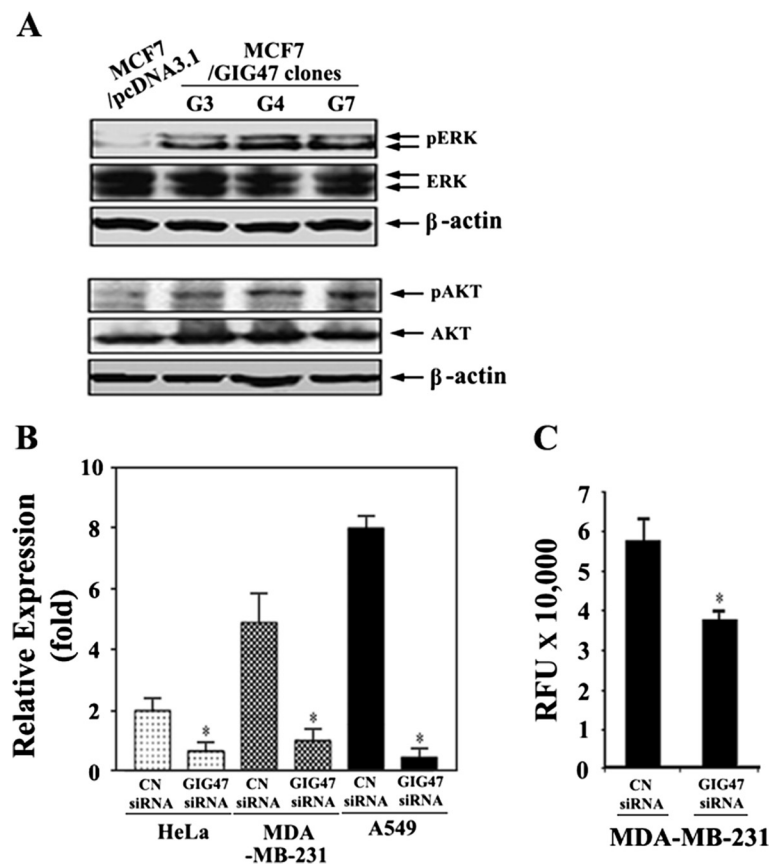 A
MCF7
/pcDNA3.1
MCF7
/GIG47 clones
G3 G4 G7
pERK
ERK
β-actin
pAKT
AKT
β-actin
B
Relative Expression
(fold)
10
8
6
4
2
0
*
*
*
CN
siRNA
GIG47
siRNA
CN
siRNA
GIG47
siRNA
CN
siRNA
GIG47
siRNA
HeLa
MDA
-MB-231
A549
C
RFU x 10,000
7
6
5
4
3
2
1
0
*
CN
siRNA
GIG47
siRNA
MDA-MB-231